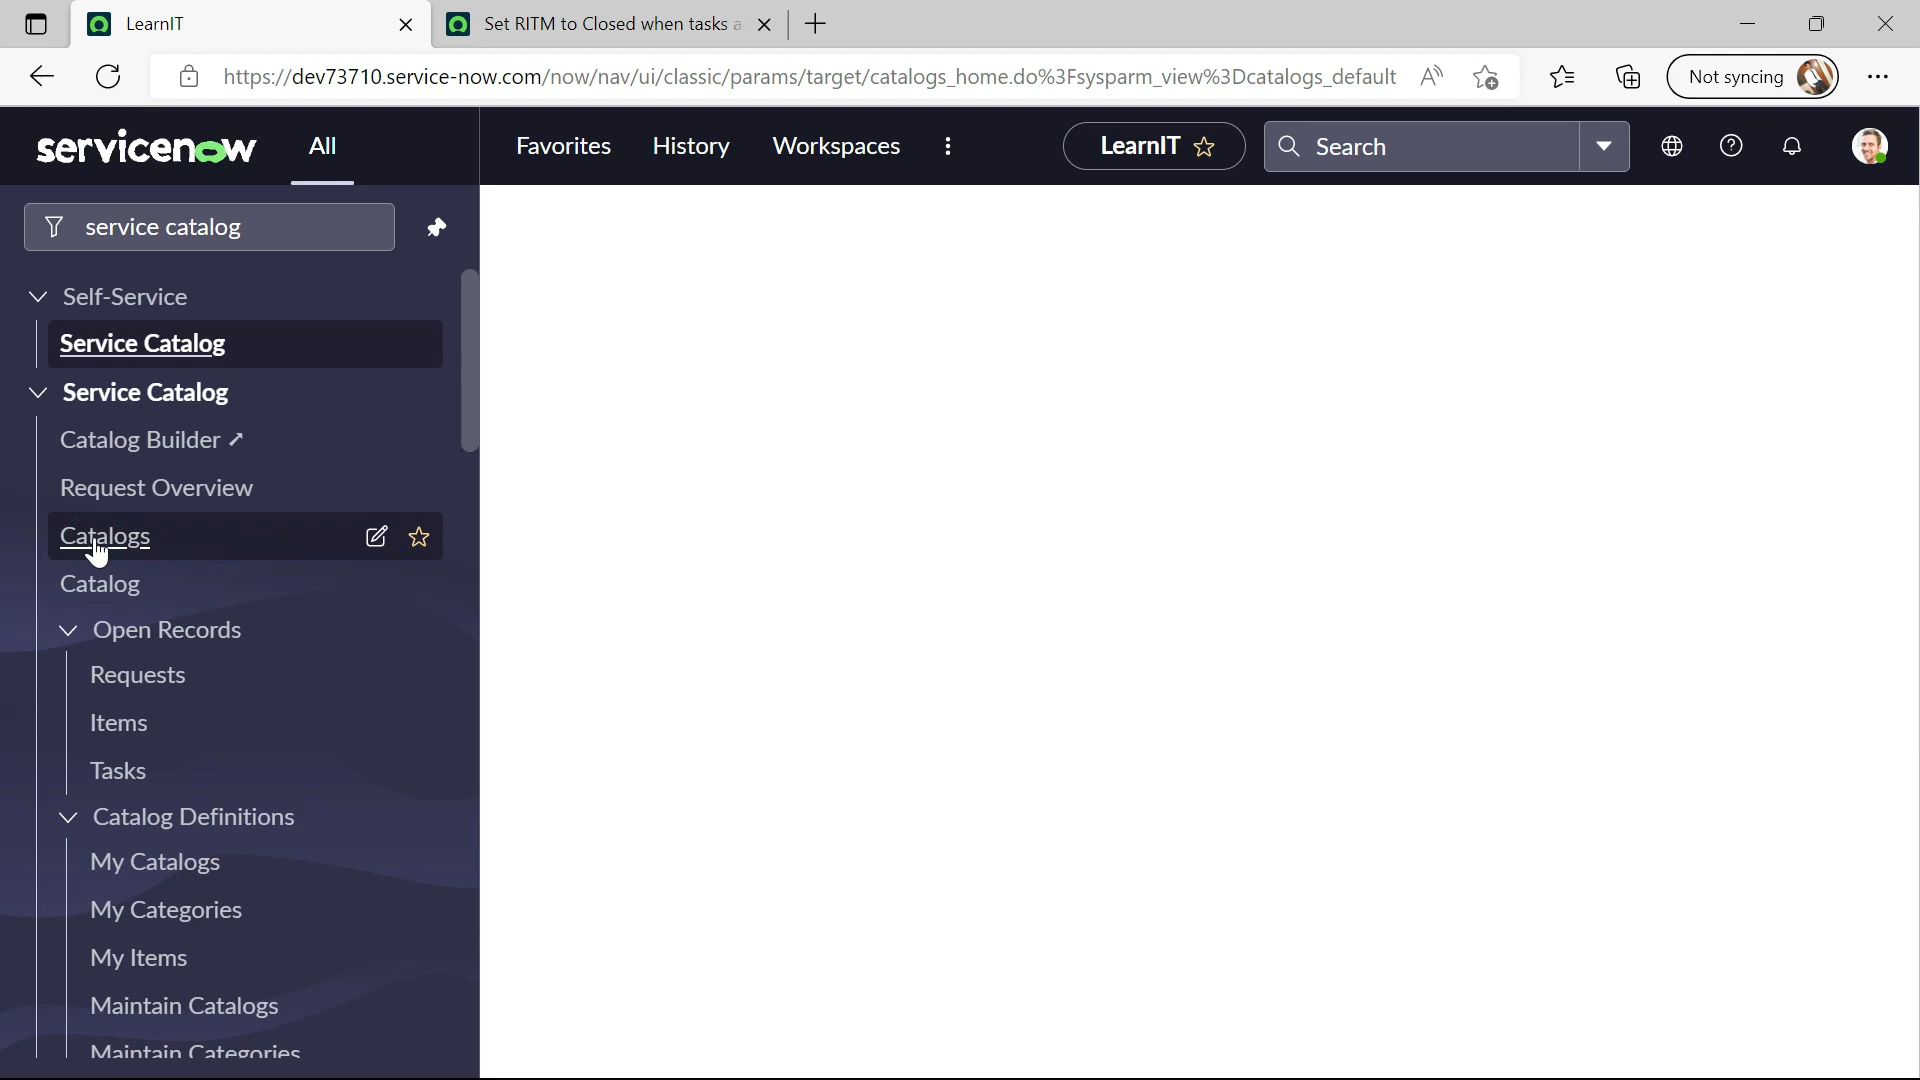 LearnIT
Set RITM to Closed when tasks a
https://dev73710.service-now.com/now/nav/ui/classic/params/target/catalogs_home.do%3Fsysparm_view%3Dcatalogs_default
Not syncing
servicenow
All
Favorites
History
Workspaces
LearnIT
Search
service catalog
Self-Service
Service Catalog
Service Catalog
Catalog Builder ➚
Request Overview
Catalogs
Catalog
Open Records
Requests
Items
Tasks
Catalog Definitions
My Catalogs
My Categories
My Items
Maintain Catalogs
Maintain Categories